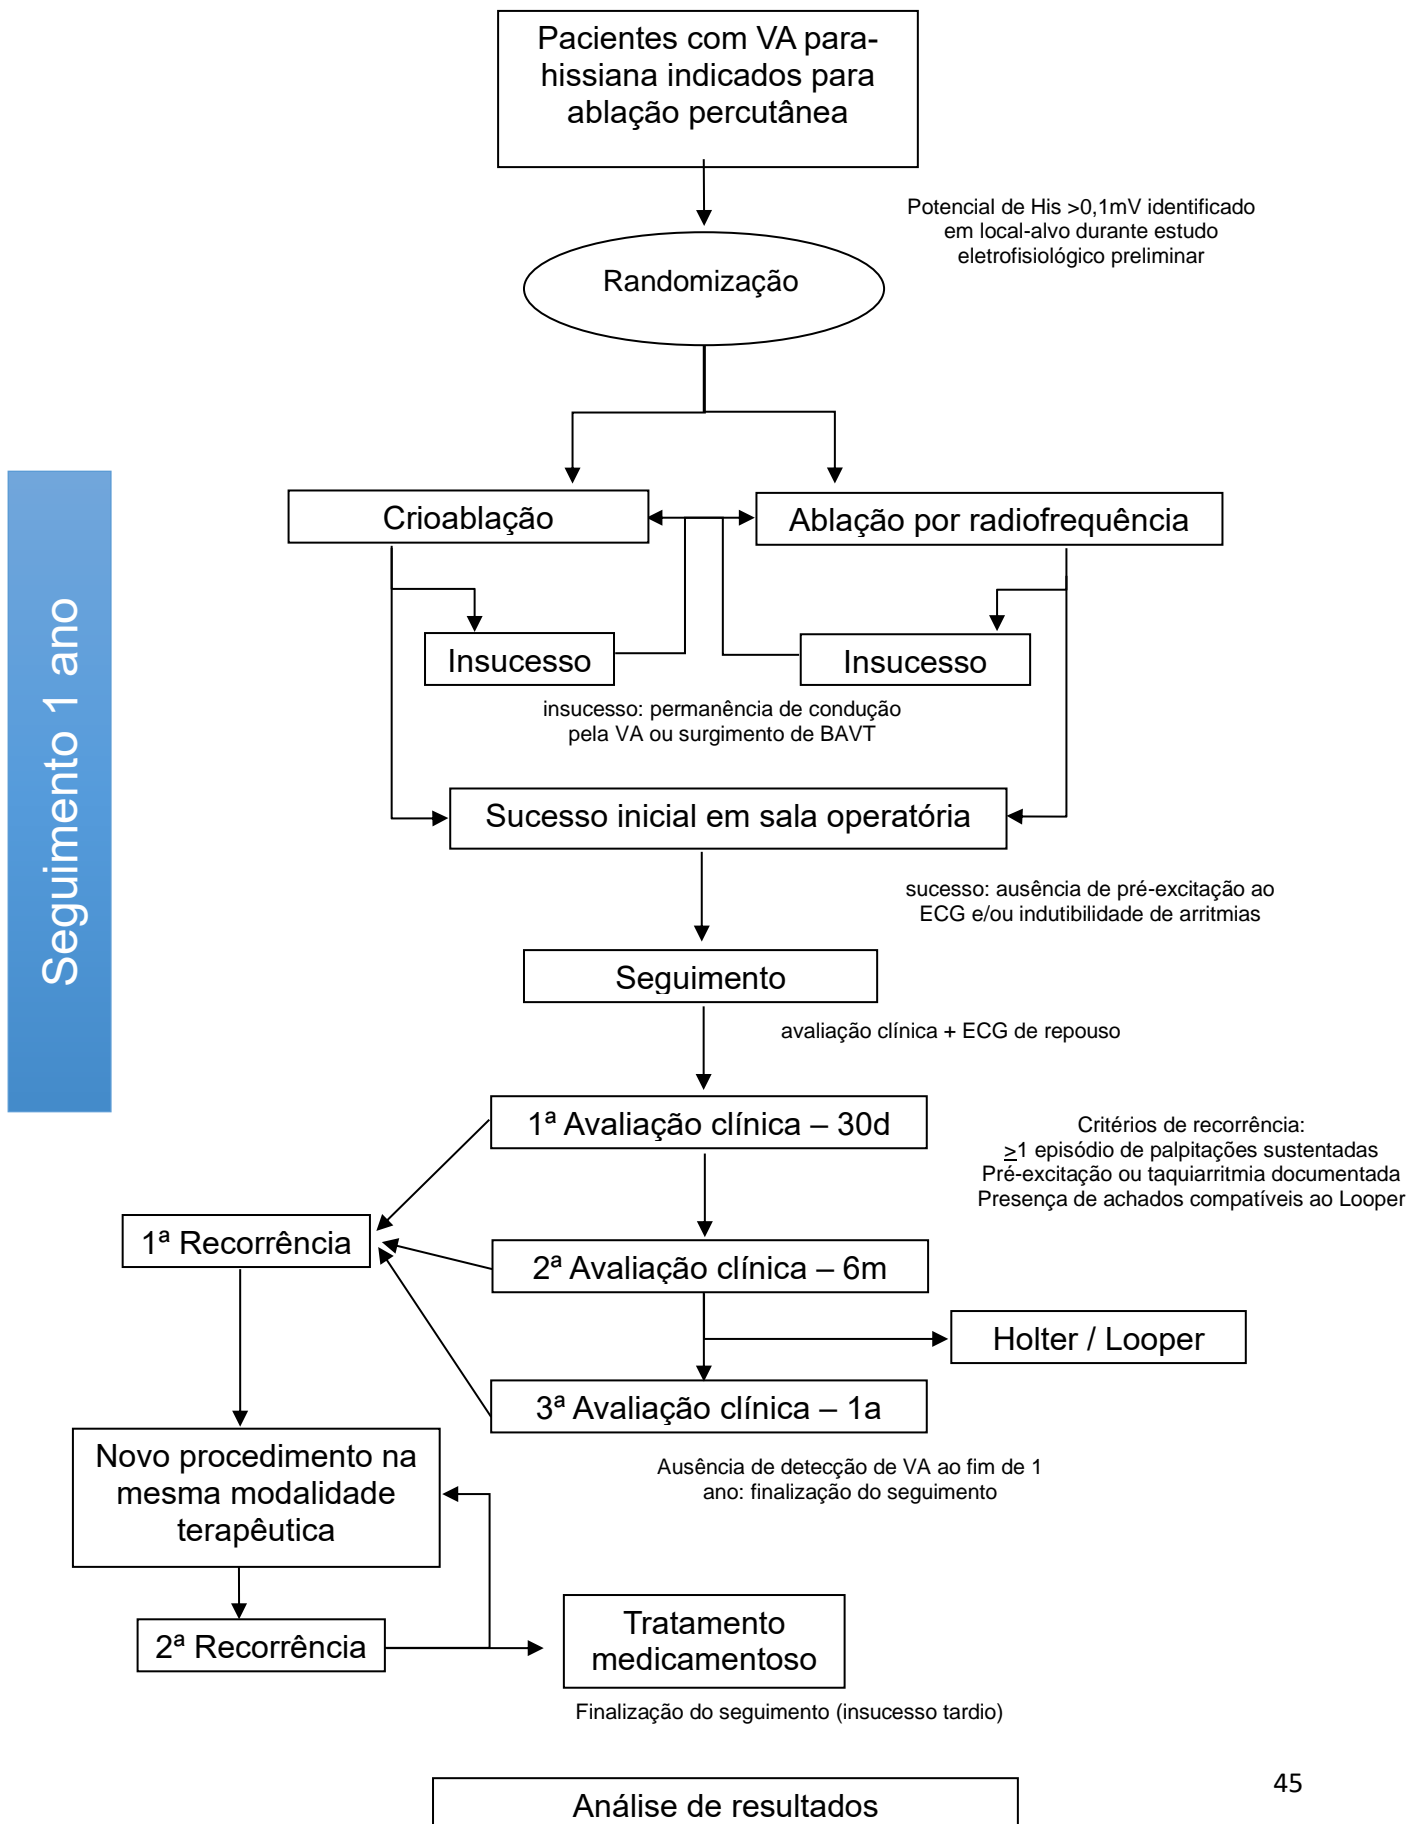 Pacientes com VA para-
hissiana indicados para
ablação percutânea
Potencial de His >0,1mV identificado
em local-alvo durante estudo
eletrofisiológico preliminar
Randomização
Crioablação
Ablação por radiofrequência
Insucesso
Insucesso
insucesso: permanência de condução
pela VA ou surgimento de BAVT
Sucesso inicial em sala operatória
sucesso: ausência de pré-excitação ao
ECG e/ou indutibilidade de arritmias
Seguimento
avaliação clínica + ECG de repouso
Seguimento 1 ano
1ª Avaliação clínica – 30d
Critérios de recorrência:
≥1 episódio de palpitações sustentadas
Pré-excitação ou taquiarritmia documentada
Presença de achados compatíveis ao Looper
1ª Recorrência
2ª Avaliação clínica – 6m
Holter / Looper
3ª Avaliação clínica – 1a
Ausência de detecção de VA ao fim de 1
ano: finalização do seguimento
Novo procedimento na
mesma modalidade
terapêutica
2ª Recorrência
Tratamento
medicamentoso
Finalização do seguimento (insucesso tardio)
45
Análise de resultados